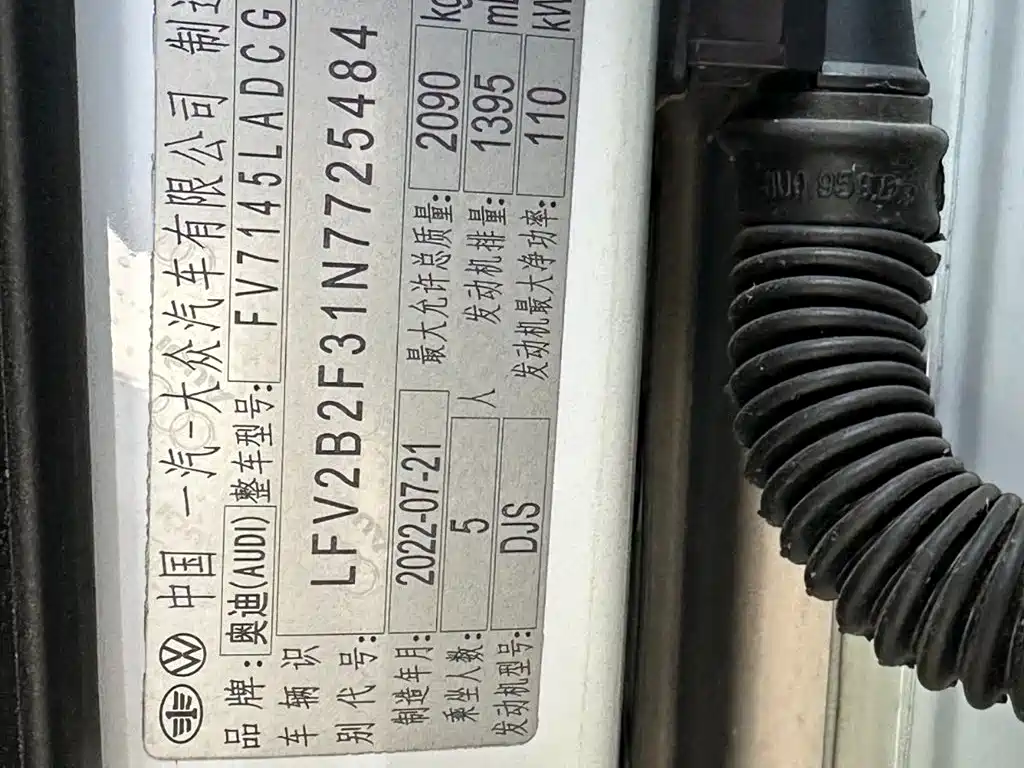 中国 一汽-大众汽车有限公司 制造
品牌: 奥迪(AUDI) 整车型号: FV7145LADCG
车辆识别代号: LFV2B2F31N7725484
制造年月: 2022-07-21 最大允许总质量: 2090 kg
乘坐人数: 5 人 发动机排量: 1395 ml
发动机型号: DJS 发动机最大净功率: 110 kW